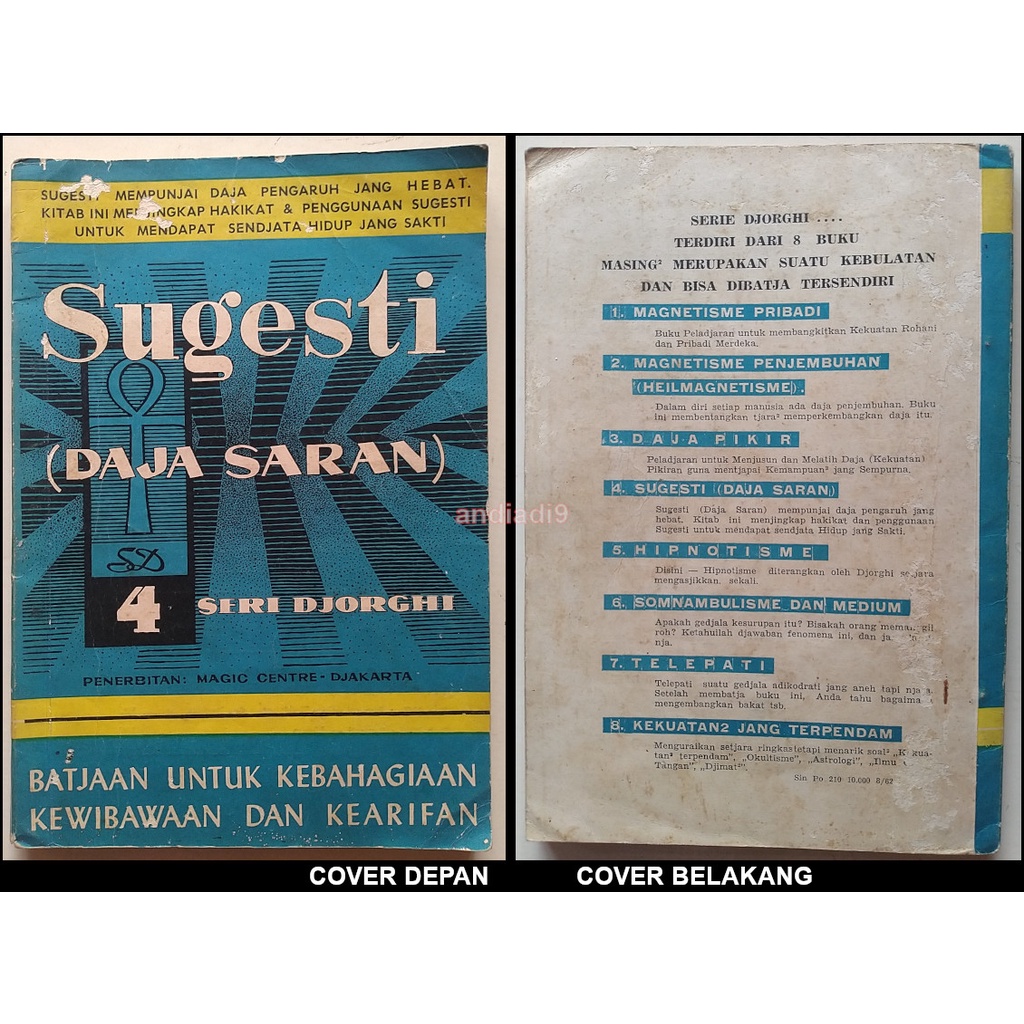 SUGESTI MEMPUNJAI DAJA PENGARUH JANG HEBAT.
KITAB INI MENJINGKAP HAKIKAT & PENGGUNAAN SUGESTI
UNTUK MENDAPAT SENDJATA HIDUP JANG SAKTI
Sugesti
(DAJA SARAN)
SD
4 SERI DJORGHI
PENERBITAN: MAGIC CENTRE - DJAKARTA
BATJAAN UNTUK KEBAHAGIAAN
KEWIBAWAAN DAN KEARIFAN
COVER DEPAN
andiadi9
SERIE DJORGHI ....
TERDIRI DARI 8 BUKU
MASING² MERUPAKAN SUATU KEBULATAN
DAN BISA DIBATJA TERSENDIRI
1. MAGNETISME PRIBADI
Buku Peladjaran untuk membangkitkan Kekuatan Rohani
dan Pribadi Merdeka.
2. MAGNETISME PENJEMBUHAN
(HEILMAGNETISME).
Dalam diri setiap manusia ada daja penjembuhan. Buku
ini membentangkan tjara² memperkembangkan daja itu.
3. DAJA PIKIR
Peladjaran untuk Menjusun dan Melatih Daja (Kekuatan)
Pikiran guna mentjapai Kemampuan² jang Sempurna.
4. SUGESTI (DAJA SARAN)
Sugesti (Daja Saran) mempunjai daja pengaruh jang
hebat. Kitab ini menjingkap hakikat dan penggunaan
Sugesti untuk mendapat sendjata Hidup jang Sakti.
5. HIPNOTISME
Disini — Hipnotisme diterangkan oleh Djorghi setjara
mengasjikkan sekali.
6. SOMNAMBULISME DAN MEDIUM
Apakah gedjala kesurupan itu? Bisakah orang
roh? Ketahuilah djawaban fenomena ini, dan
nja.
7. TELEPATI
Telepati suatu gedjala adikodrati jang aneh tapi
Setelah membatja buku ini, Anda tahu
mengembangkan bakat tsb.
8. KEKUATAN2 JANG TERPENDAM
Menguraikan setjara ringkas tetapi menarik soal²
terpendam", „Okultisme", „Astrologi", „Ilmu
Tangan", „Djimat²".
Sin Po 210 10.000 8/62
COVER BELAKANG